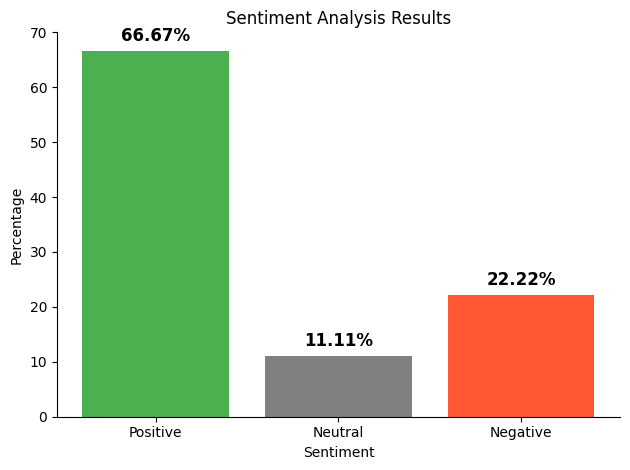 Sentiment Analysis Results
70
60
50
40
30
20
10
0
Percentage
66.67%
11.11%
22.22%
Positive
Neutral
Negative
Sentiment